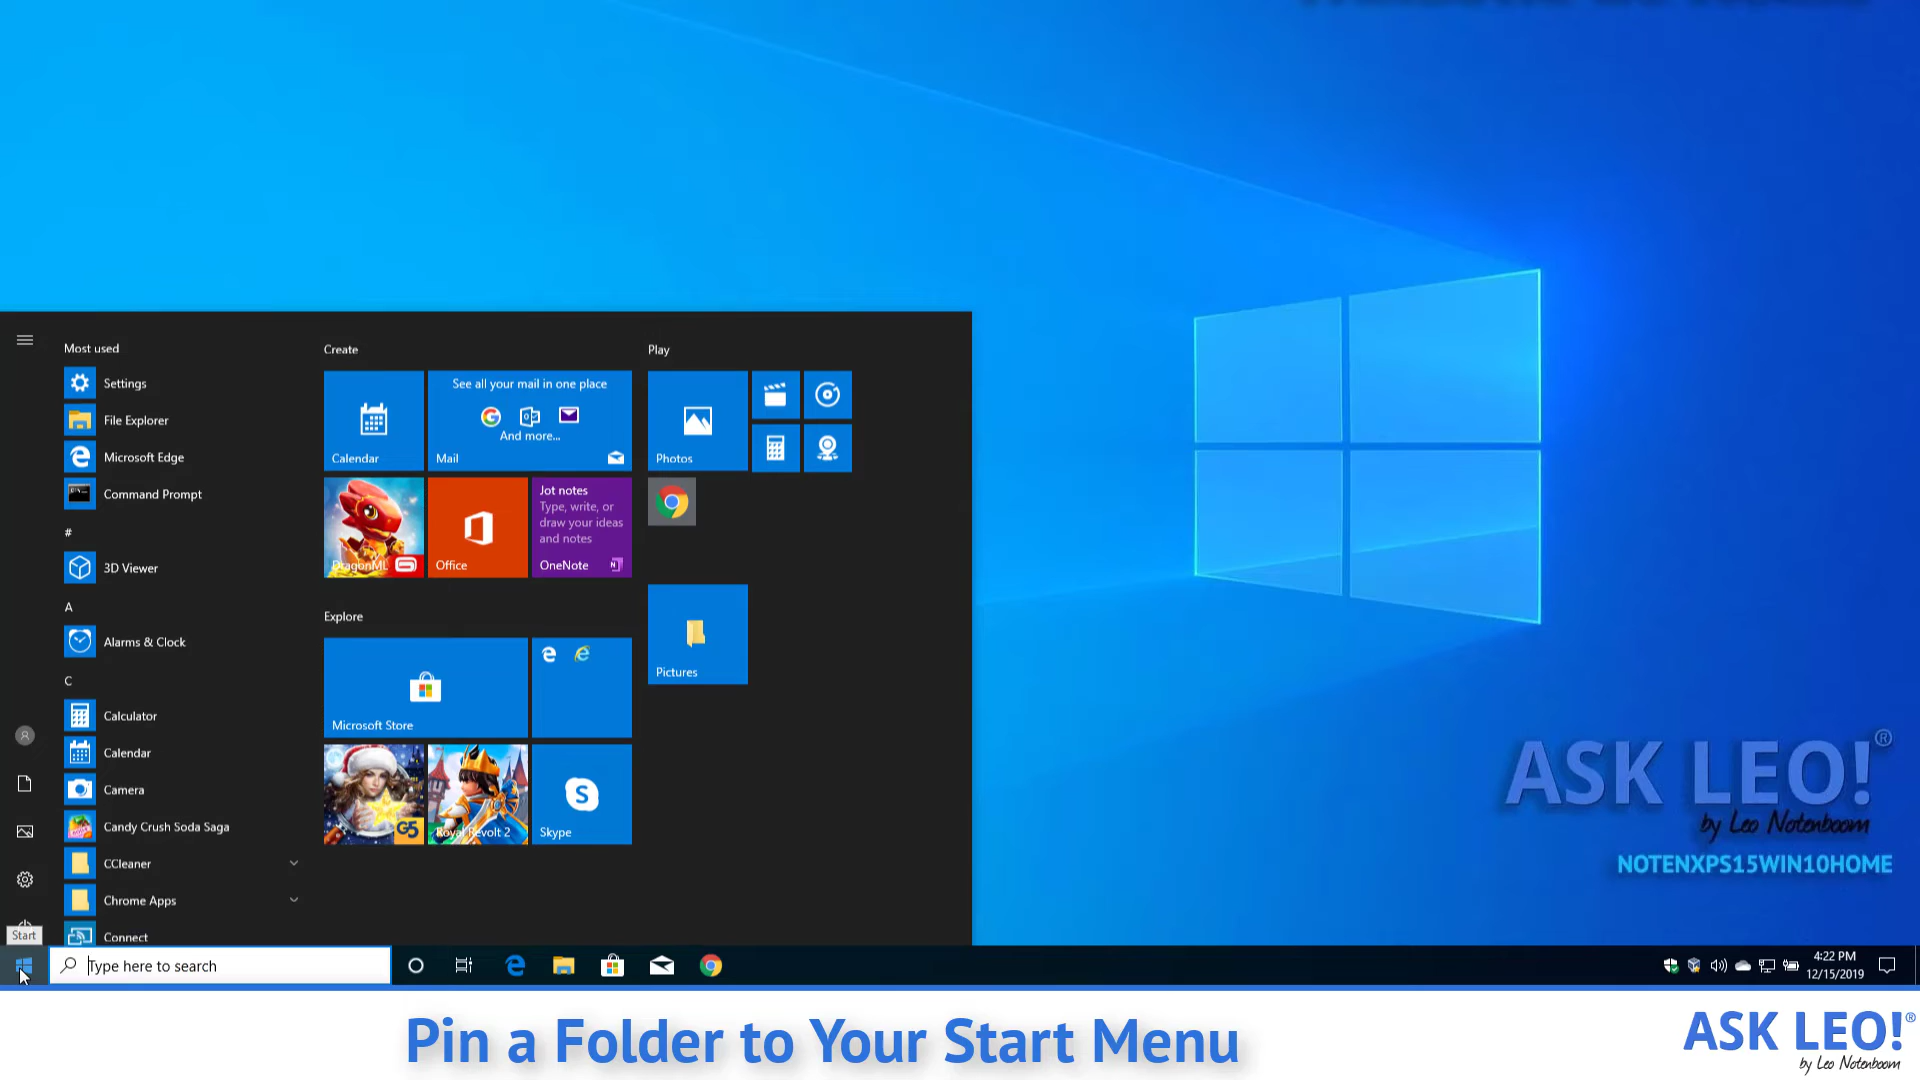 Most used
Settings
File Explorer
Microsoft Edge
Command Prompt
#
3D Viewer
A
Alarms & Clock
C
Calculator
Calendar
Camera
Candy Crush Soda Saga
CCleaner
Chrome Apps
Connect
Start
Create
Calendar
See all your mail in one place
And more...
Mail
DragonML
Office
Jot notes
Type, write, or
draw your ideas
and notes
OneNote
Explore
Microsoft Store
G5
Royal Revolt 2
Skype
Play
Photos
Pictures
ASK LEO!®
by Leo Notenboom
NOTENXPS15WIN10HOME
Type here to search
4:22 PM
12/15/2019
Pin a Folder to Your Start Menu
ASK LEO!®
by Leo Notenboom